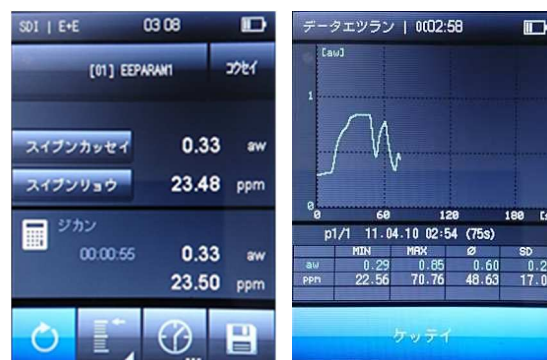 SDI | E+E 03 08
[01] EEPARAM1 コウセイ
スイブンカッセイ 0.33 aw
スイブンリョウ 23.48 ppm
ジカン
00:00:55 0.33 aw
23.50 ppm
データエツラン | 0002:58
[aw]
1
0
0 60 120 180
p1/1 11.04.10 02:54 (75s)
MIN MAX Ø SD
aw 0.29 0.85 0.60
PPM 22.56 70.76 48.63
ケッテイ